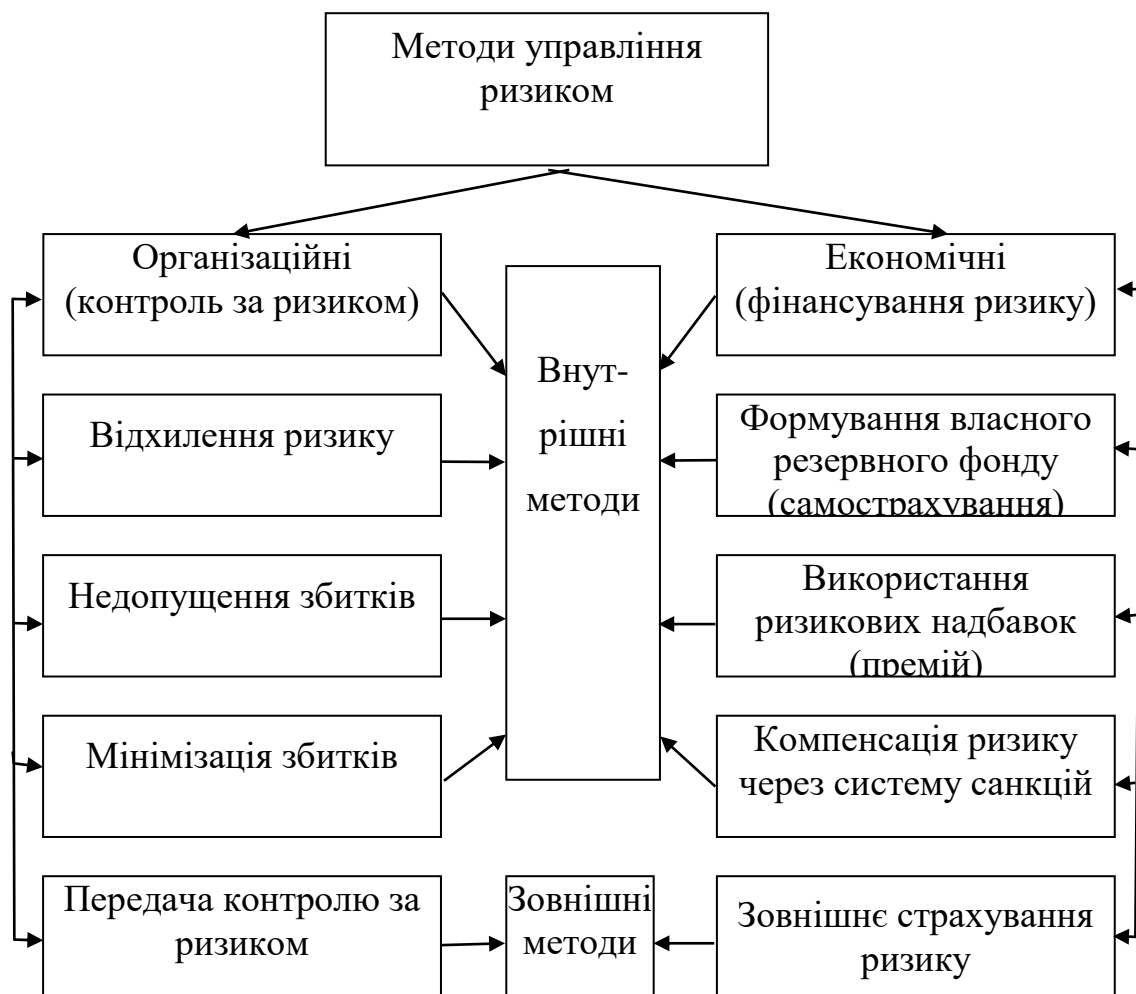 Методи управління
ризиком
Організаційні
(контроль за ризиком)
Економічні
(фінансування ризику)
Внут-
рішні
методи
Відхилення ризику
Формування власного
резервного фонду
(самострахування)
Недопущення збитків
Використання
ризикових надбавок
(премій)
Мінімізація збитків
Компенсація ризику
через систему санкцій
Передача контролю за
ризиком
Зовнішні
методи
Зовнішнє страхування
ризику